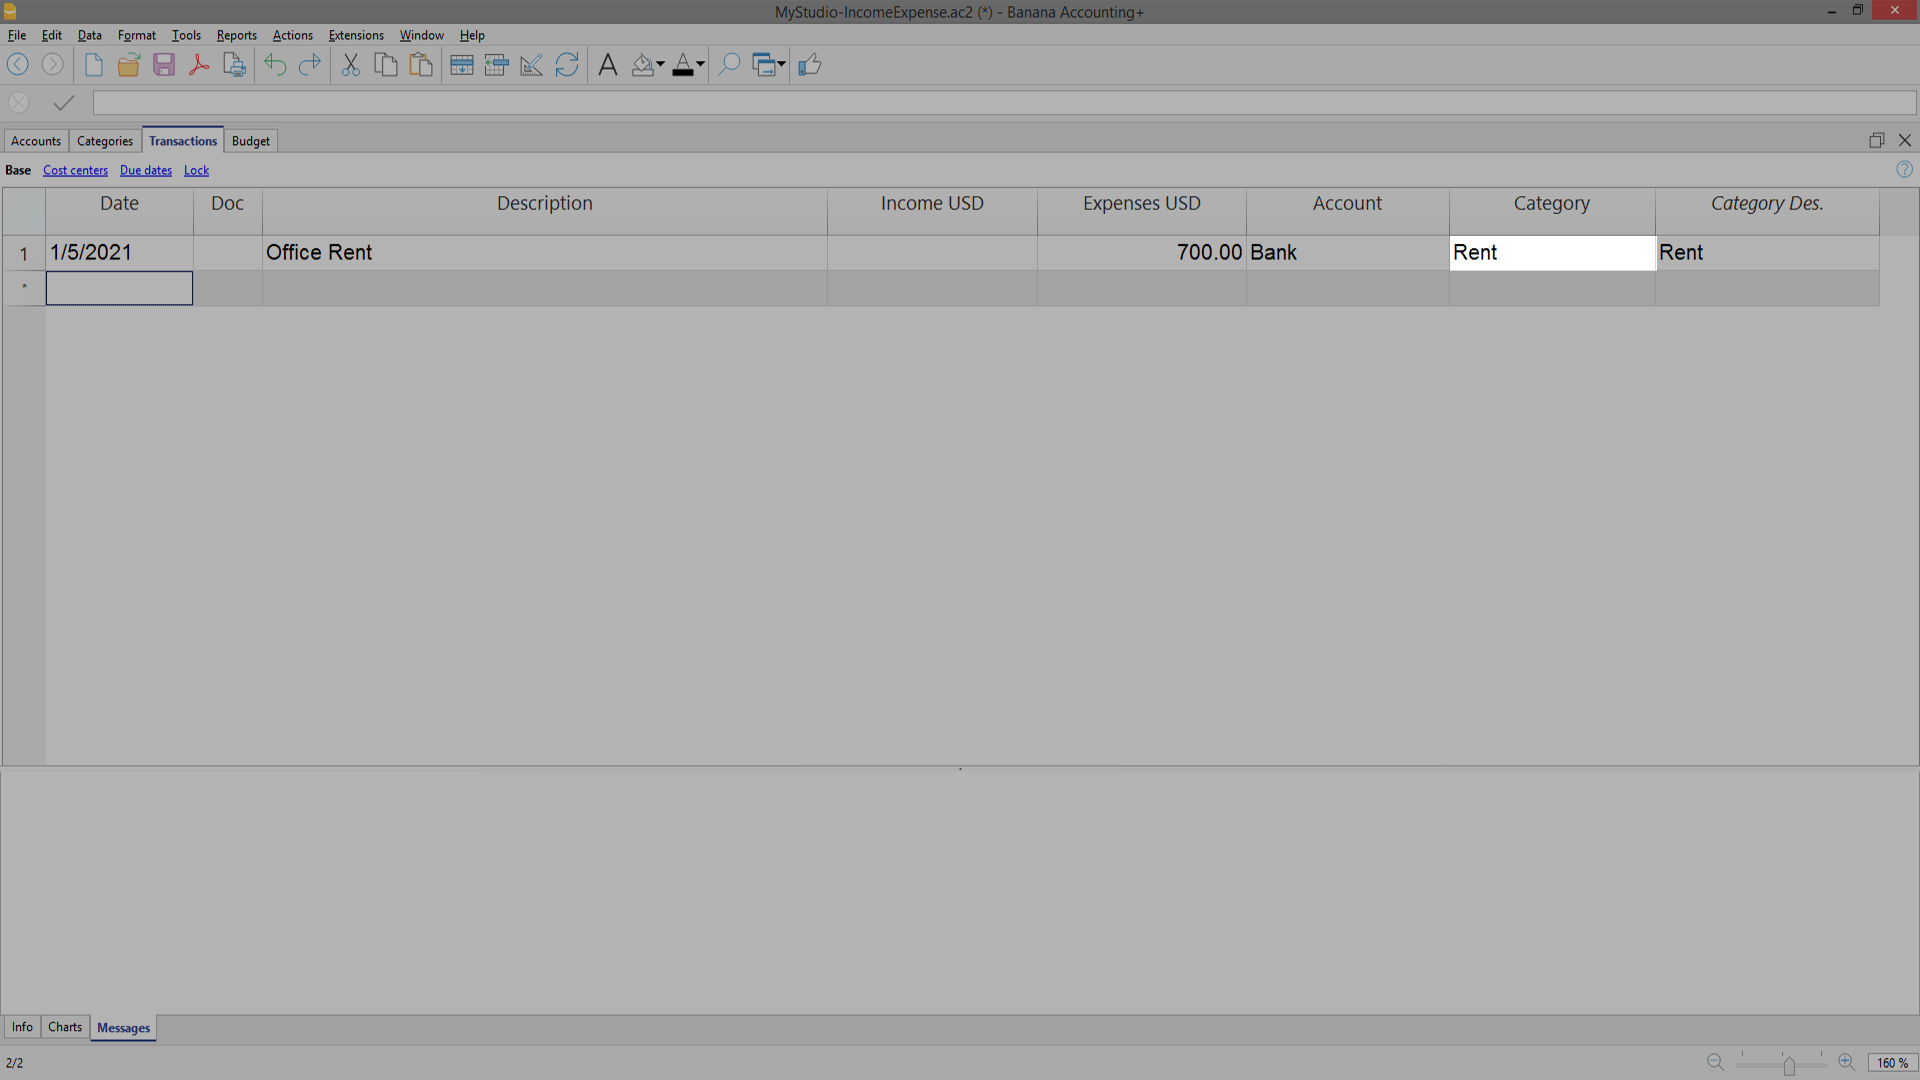 MyStudio-IncomeExpense.ac2 (*) - Banana Accounting+
File Edit Data Format Tools Reports Actions Extensions Window Help
Accounts Categories Transactions Budget
Base Cost centers Due dates Lock
Date Doc Description Income USD Expenses USD Account Category Category Des.
1 1/5/2021 Office Rent 700.00 Bank Rent Rent
*
Info Charts Messages
2/2 160 %